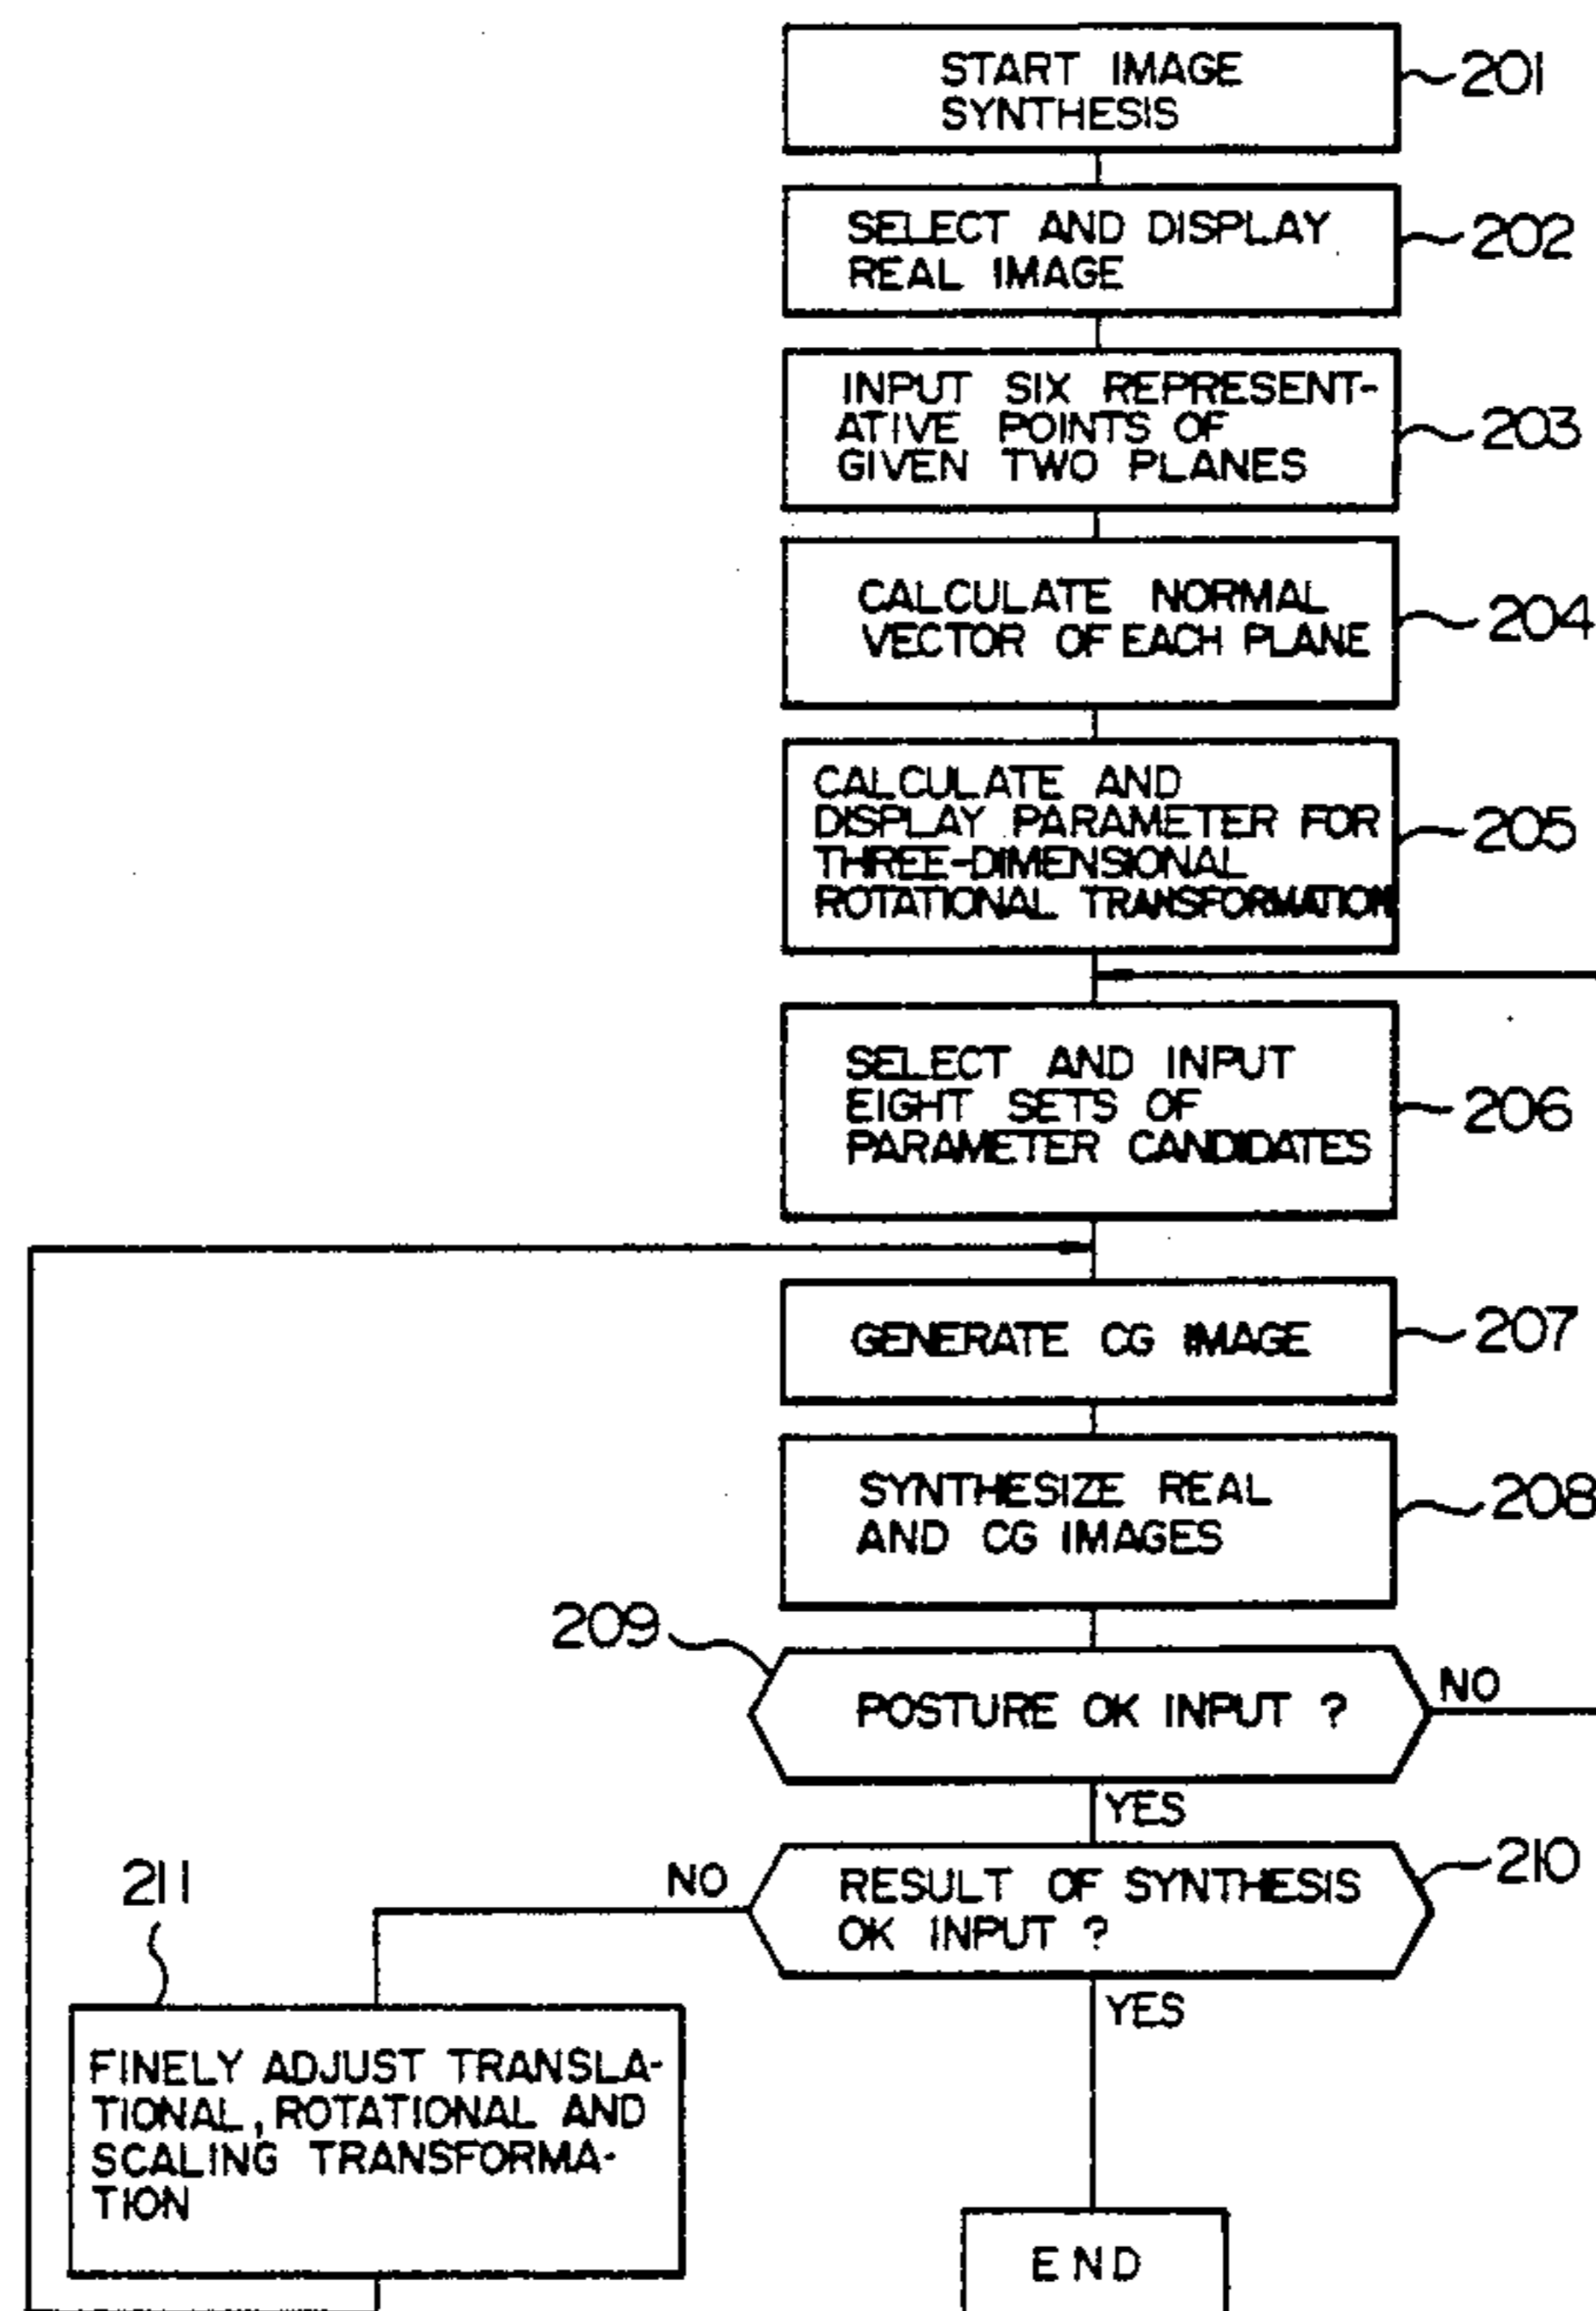 START IMAGE
SYNTHESIS
201
SELECT AND DISPLAY
REAL IMAGE
202
INPUT SIX REPRESENT-
ATIVE POINTS OF
GIVEN TWO PLANES
203
CALCULATE NORMAL
VECTOR OF EACH PLANE
204
CALCULATE AND
DISPLAY PARAMETER FOR
THREE-DIMENSIONAL
ROTATIONAL TRANSFORMATION
205
SELECT AND INPUT
EIGHT SETS OF
PARAMETER CANDIDATES
206
GENERATE CG IMAGE
207
SYNTHESIZE REAL
AND CG IMAGES
208
209
POSTURE OK INPUT ?
NO
YES
RESULT OF SYNTHESIS
OK INPUT ?
210
NO
YES
211
FINELY ADJUST TRANSLA-
TIONAL, ROTATIONAL AND
SCALING TRANSFORMA-
TION
END